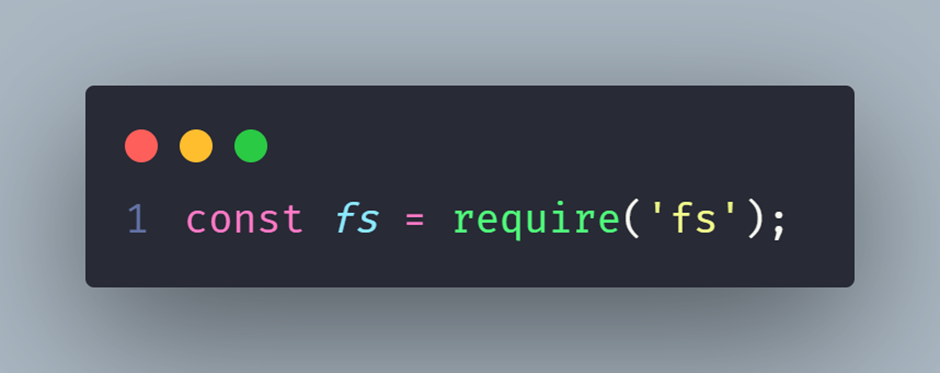 1 const fs = require('fs');